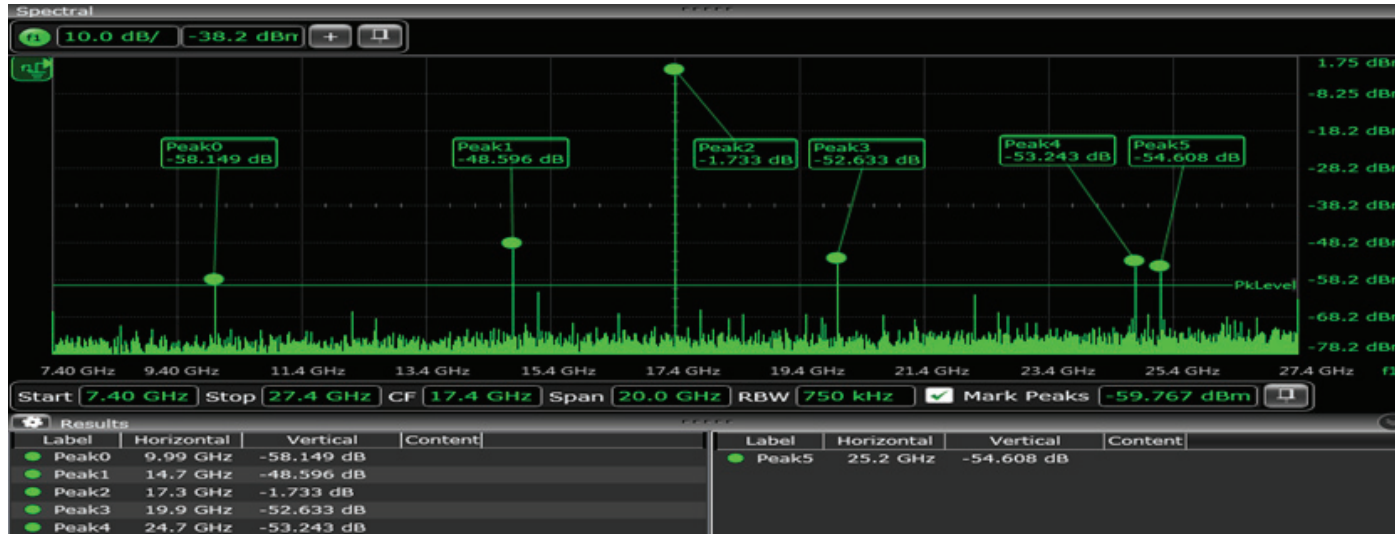 Spectral
f1 10.0 dB/ -38.2 dBm +
1.75 dBm
-8.25 dBm
-18.2 dBm
-28.2 dBm
-38.2 dBm
-48.2 dBm
-58.2 dBm
-68.2 dBm
-78.2 dBm
Peak0
-58.149 dB
Peak1
-48.596 dB
Peak2
-1.733 dB
Peak3
-52.633 dB
Peak4
-53.243 dB
Peak5
-54.608 dB
PkLevel
7.40 GHz 9.40 GHz 11.4 GHz 13.4 GHz 15.4 GHz 17.4 GHz 19.4 GHz 21.4 GHz 23.4 GHz 25.4 GHz 27.4 GHz f1
Start 7.40 GHz Stop 27.4 GHz CF 17.4 GHz Span 20.0 GHz RBW 750 kHz Mark Peaks -59.767 dBm
Results
Label Horizontal Vertical Content
Peak0 9.99 GHz -58.149 dB
Peak1 14.7 GHz -48.596 dB
Peak2 17.3 GHz -1.733 dB
Peak3 19.9 GHz -52.633 dB
Peak4 24.7 GHz -53.243 dB
Label Horizontal Vertical Content
Peak5 25.2 GHz -54.608 dB